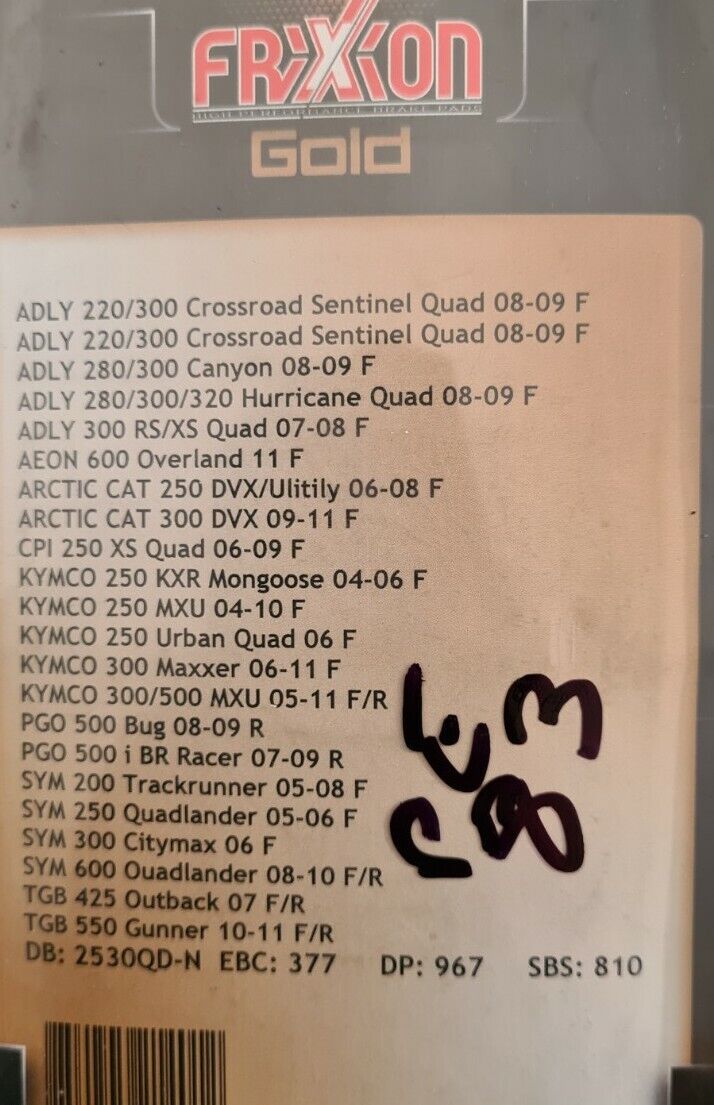 FRiXION
HIGH PERFORMANCE BRAKE PADS
Gold
ADLY 220/300 Crossroad Sentinel Quad 08-09 F
ADLY 220/300 Crossroad Sentinel Quad 08-09 F
ADLY 280/300 Canyon 08-09 F
ADLY 280/300/320 Hurricane Quad 08-09 F
ADLY 300 RS/XS Quad 07-08 F
AEON 600 Overland 11 F
ARCTIC CAT 250 DVX/Ulitily 06-08 F
ARCTIC CAT 300 DVX 09-11 F
CPI 250 XS Quad 06-09 F
KYMCO 250 KXR Mongoose 04-06 F
KYMCO 250 MXU 04-10 F
KYMCO 250 Urban Quad 06 F
KYMCO 300 Maxxer 06-11 F
KYMCO 300/500 MXU 05-11 F/R
PGO 500 Bug 08-09 R
PGO 500 i BR Racer 07-09 R
SYM 200 Trackrunner 05-08 F
SYM 250 Quadlander 05-06 F
SYM 300 Citymax 06 F
SYM 600 Ouadlander 08-10 F/R
TGB 425 Outback 07 F/R
TGB 550 Gunner 10-11 F/R
DB: 2530QD-N EBC: 377 DP: 967 SBS: 810